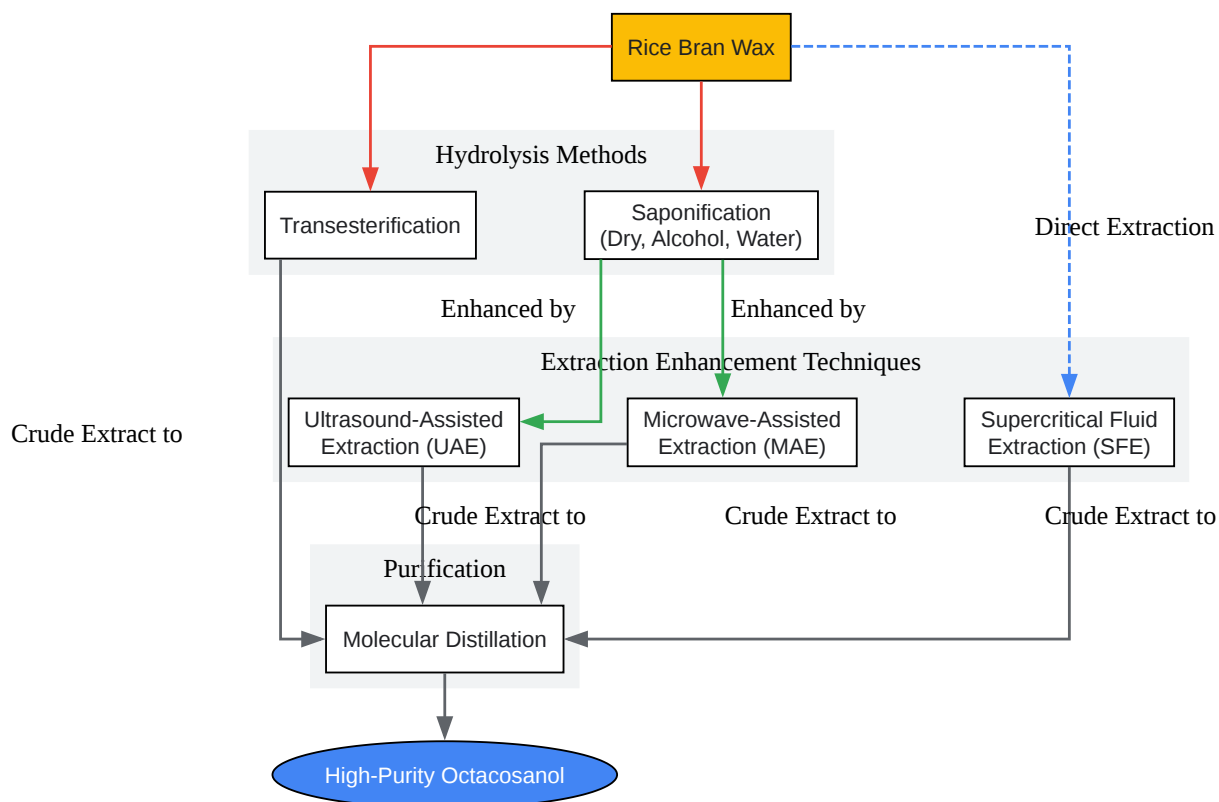 Rice Bran Wax
Hydrolysis Methods
Transesterification
Saponification
(Dry, Alcohol, Water)
Direct Extraction
Enhanced by
Enhanced by
Extraction Enhancement Techniques
Ultrasound-Assisted
Extraction (UAE)
Microwave-Assisted
Extraction (MAE)
Supercritical Fluid
Extraction (SFE)
Crude Extract to
Crude Extract to
Crude Extract to
Crude Extract to
Purification
Molecular Distillation
High-Purity Octacosanol